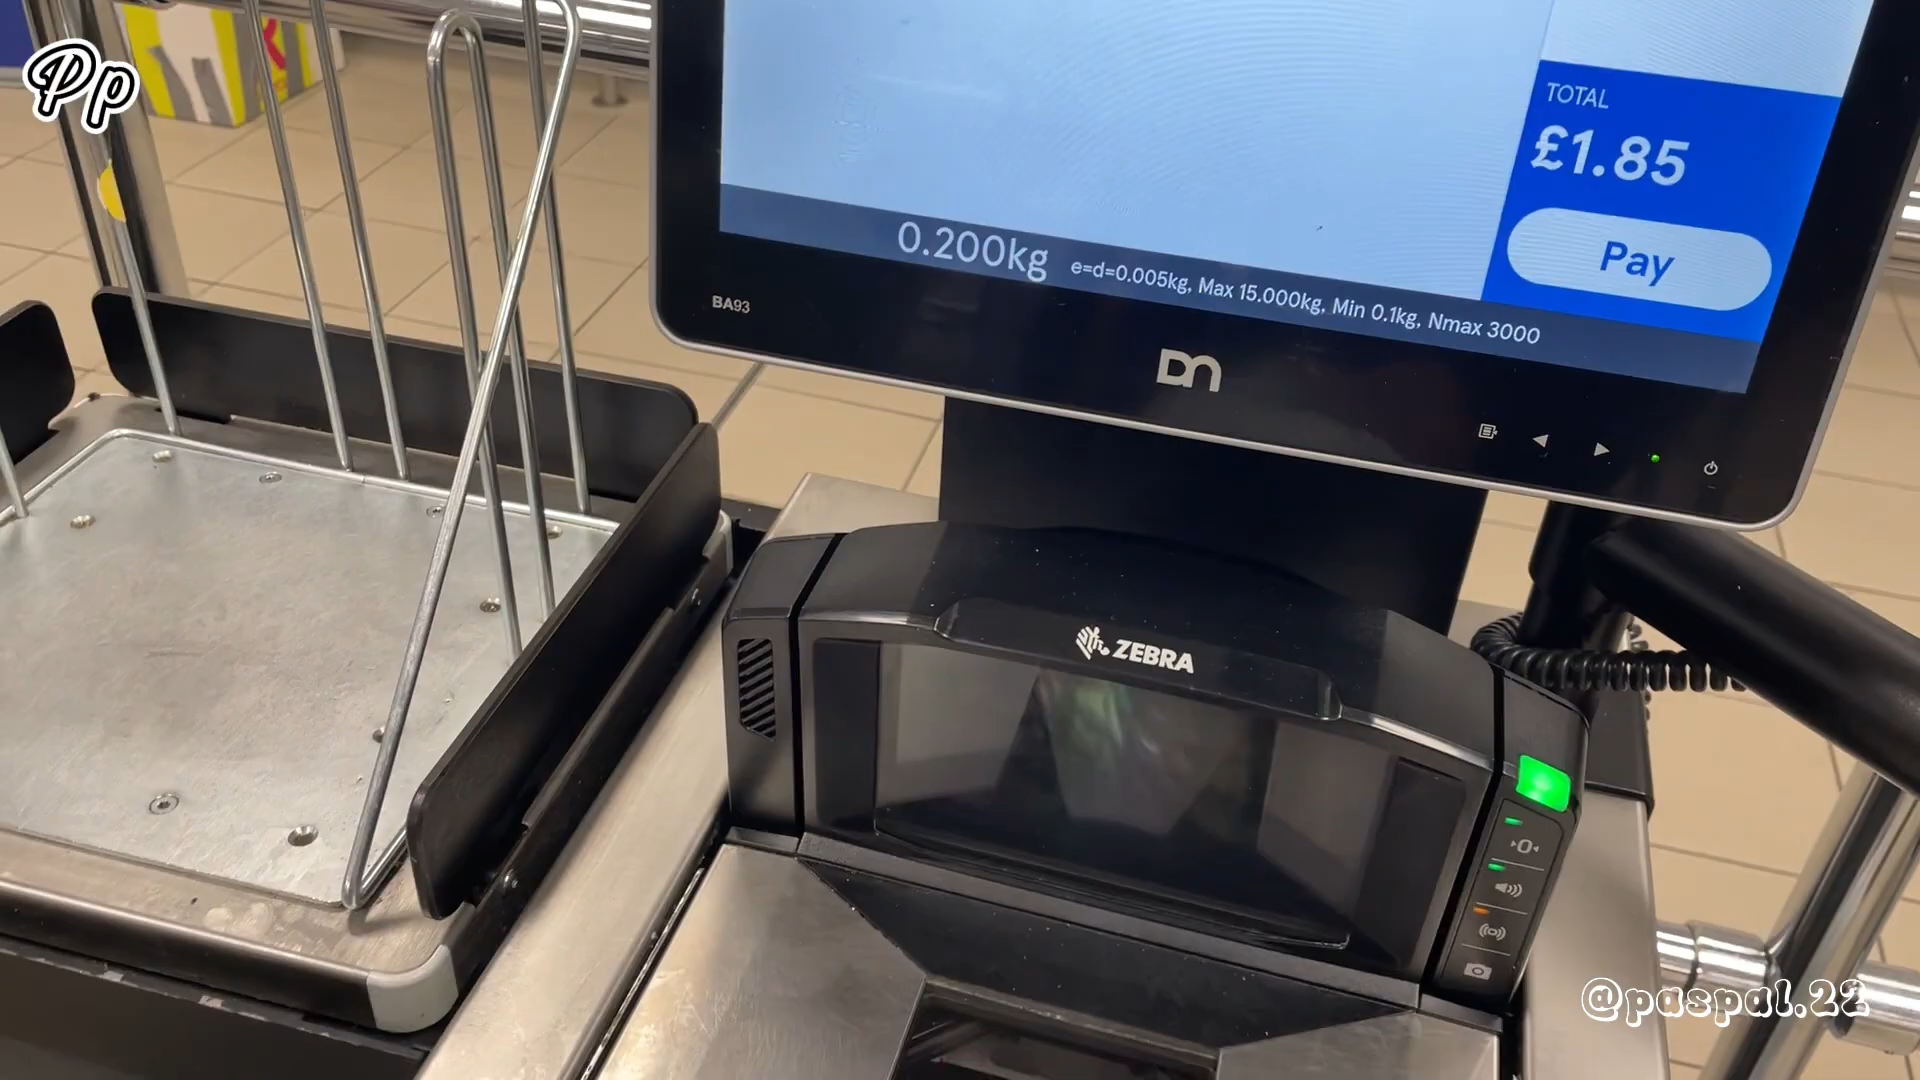 Pp
TOTAL
£1.85
Pay
0.200kg e=d=0.005kg, Max 15.000kg, Min 0.1kg, Nmax 3000
BA93
DN
ZEBRA
@paspal.22